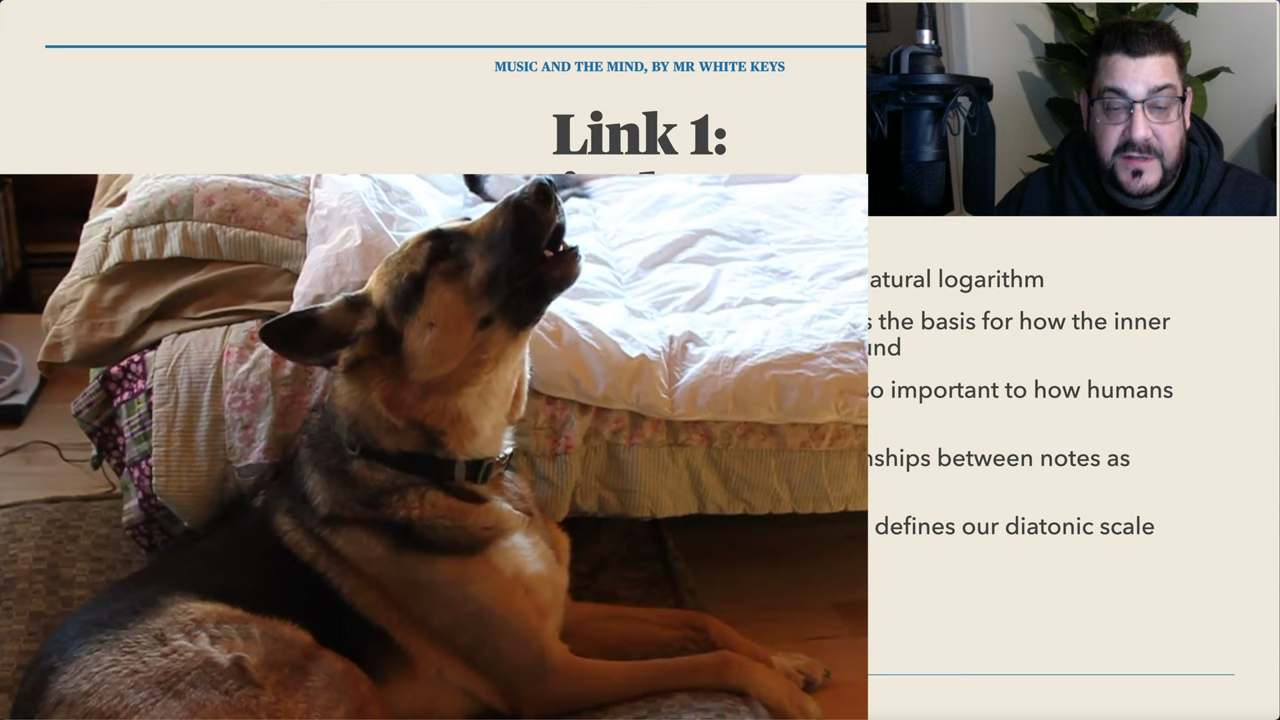 MUSIC AND THE MIND, BY MR WHITE KEYS
Link 1:
atural logarithm
s the basis for how the inner
und
so important to how humans
nships between notes as
defines our diatonic scale